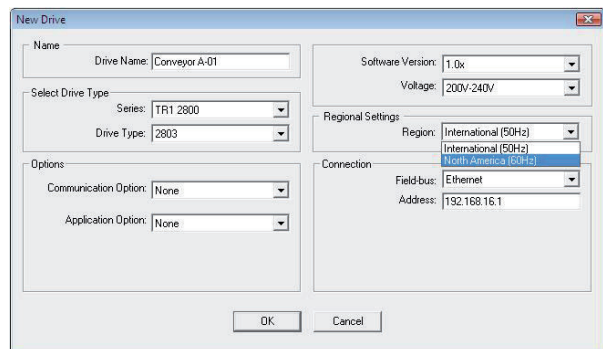 New Drive
Name
Drive Name: Conveyor A-01
Select Drive Type
Series: TR1 2800
Drive Type: 2803
Options
Communication Option: None
Application Option: None
Software Version: 1.0x
Voltage: 200V-240V
Regional Settings
Region: International (50Hz)
International (50Hz)
North America (60Hz)
Connection
Field-bus: Ethernet
Address: 192.168.16.1
OK
Cancel